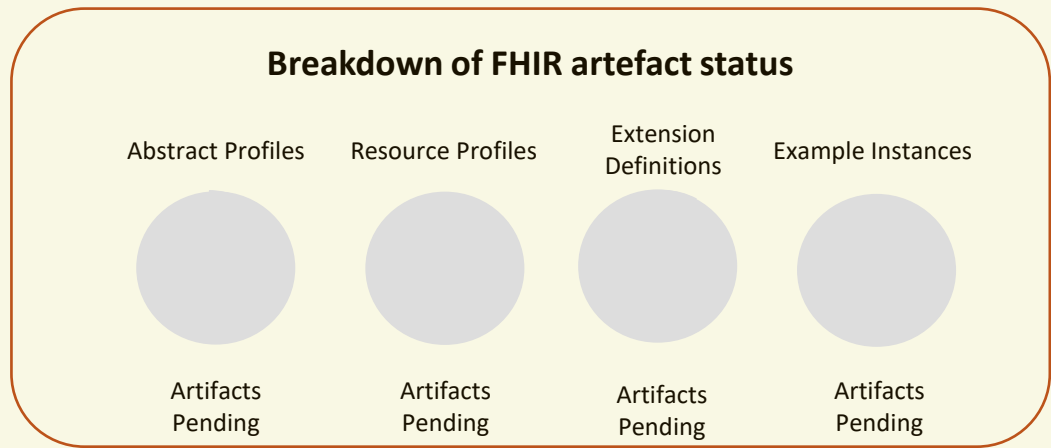 Breakdown of FHIR artefact status
Abstract Profiles
Resource Profiles
Extension
Definitions
Example Instances
Artifacts
Pending
Artifacts
Pending
Artifacts
Pending
Artifacts
Pending